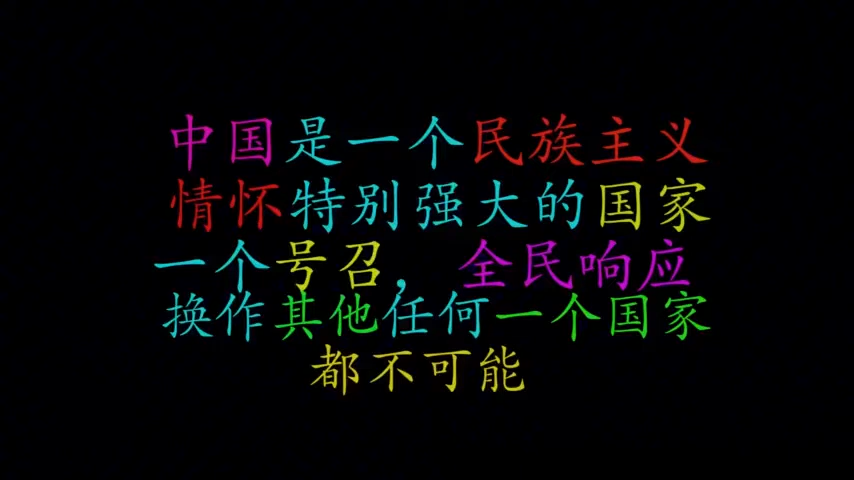 中国是一个民族主义
情怀特别强大的国家
一个号召，全民响应
换作其他任何一个国家
都不可能